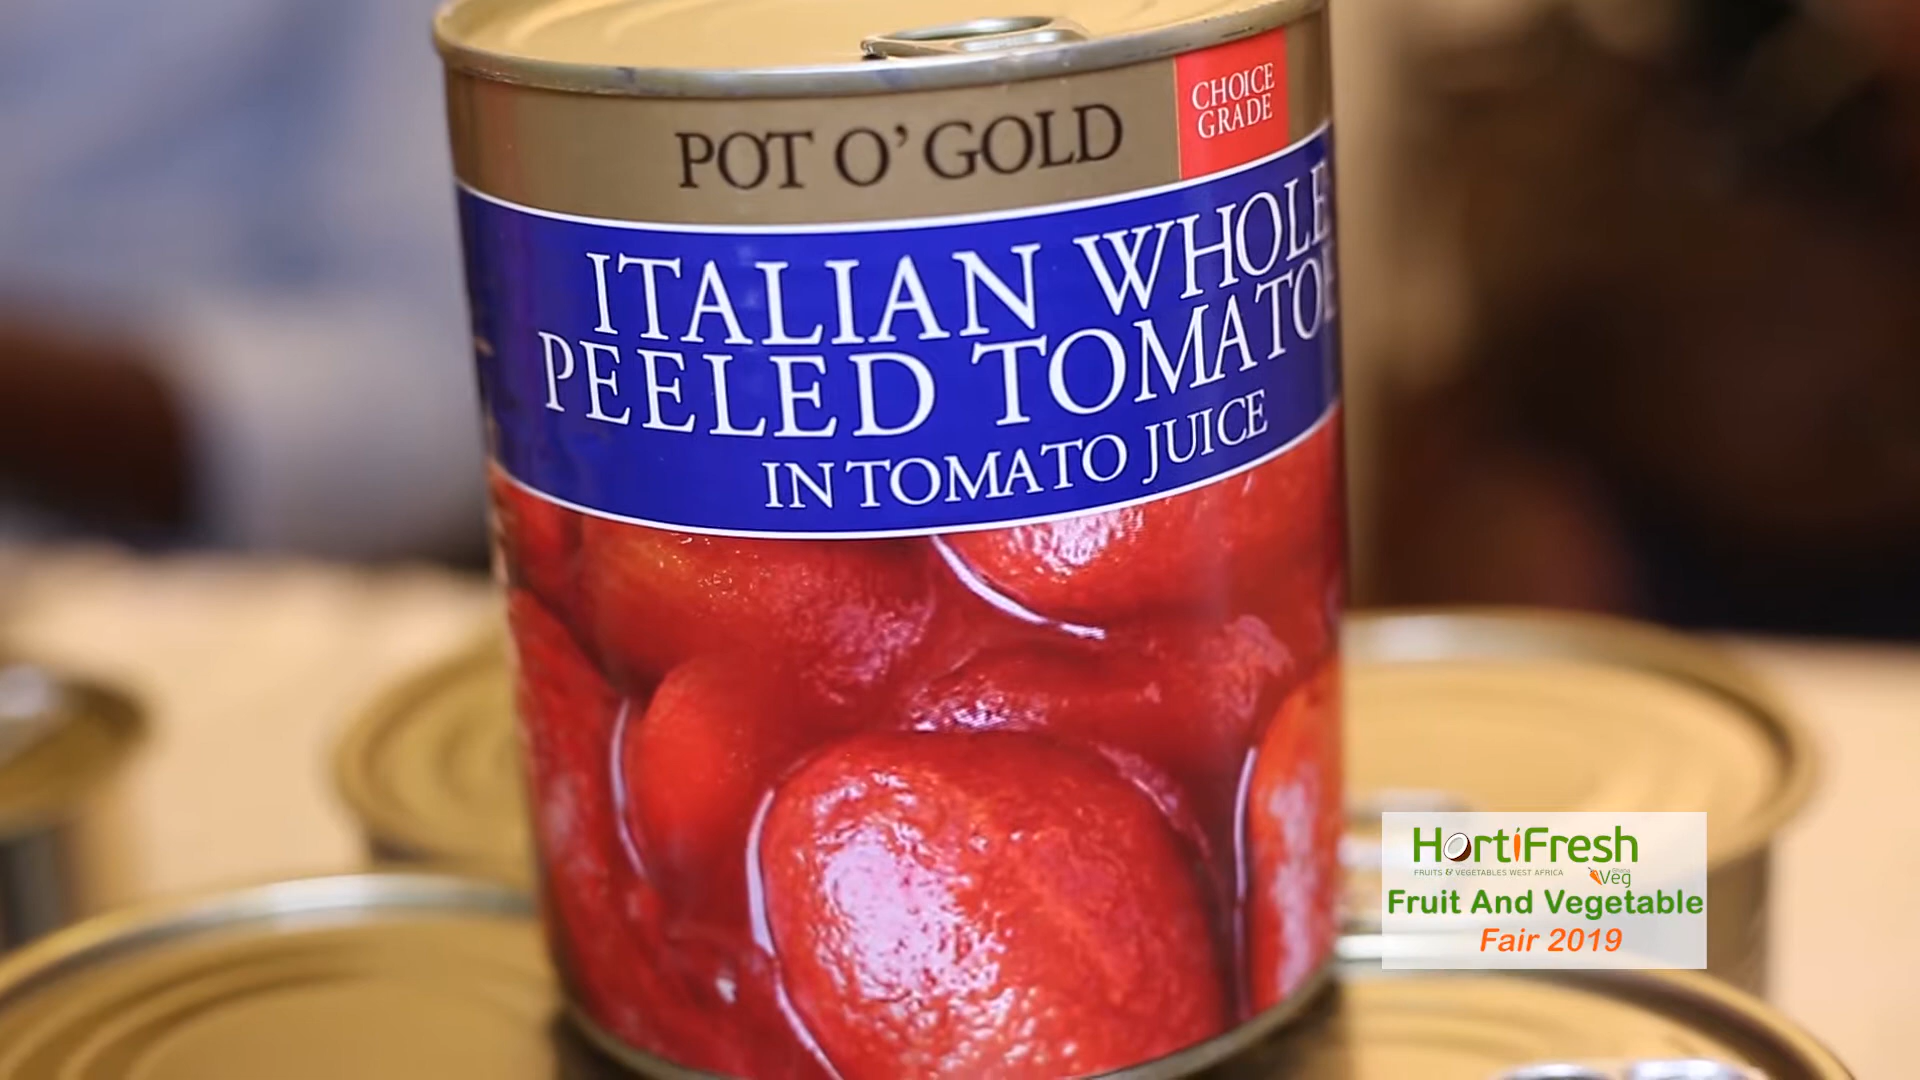 POT O' GOLD
CHOICE
GRADE
ITALIAN WHOLE
PEELED TOMATOE
IN TOMATO JUICE
HortiFresh
FRUITS & VEGETABLES WEST AFRICA
Veg
Fruit And Vegetable
Fair 2019